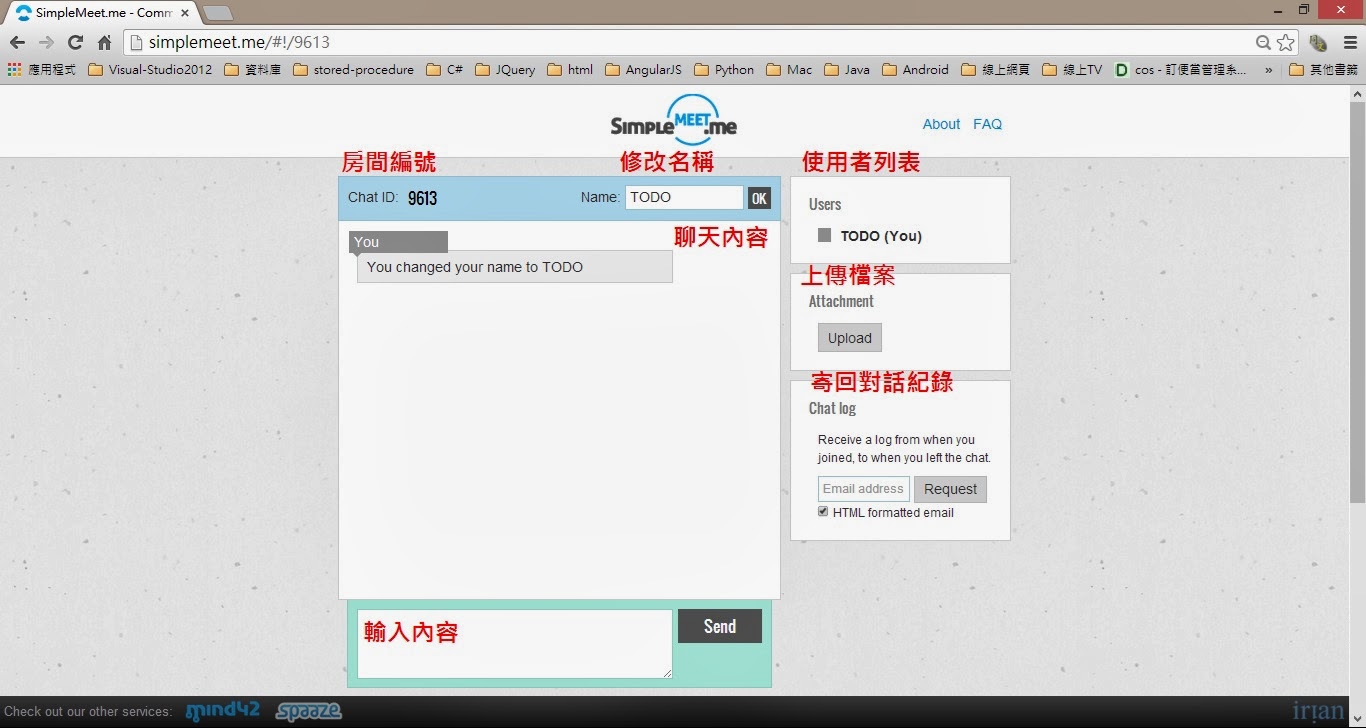 SimpleMeet.me - Comm
simplemeet.me/#!/9613
應用程式 Visual-Studio2012 資料庫 stored-procedure C# JQuery html AngularJS Python Mac Java Android 線上網頁 線上TV cos - 訂便當管理系... » 其他書籤
SIMPLE MEET .me
About FAQ
房間編號 修改名稱 使用者列表
Chat ID: 9613 Name: TODO OK
Users
TODO (You)
聊天內容
You
You changed your name to TODO
上傳檔案
Attachment
Upload
寄回對話紀錄
Chat log
Receive a log from when you
joined, to when you left the chat.
Email address Request
HTML formatted email
輸入內容
Send
Check out our other services: mind42 spaaze irian